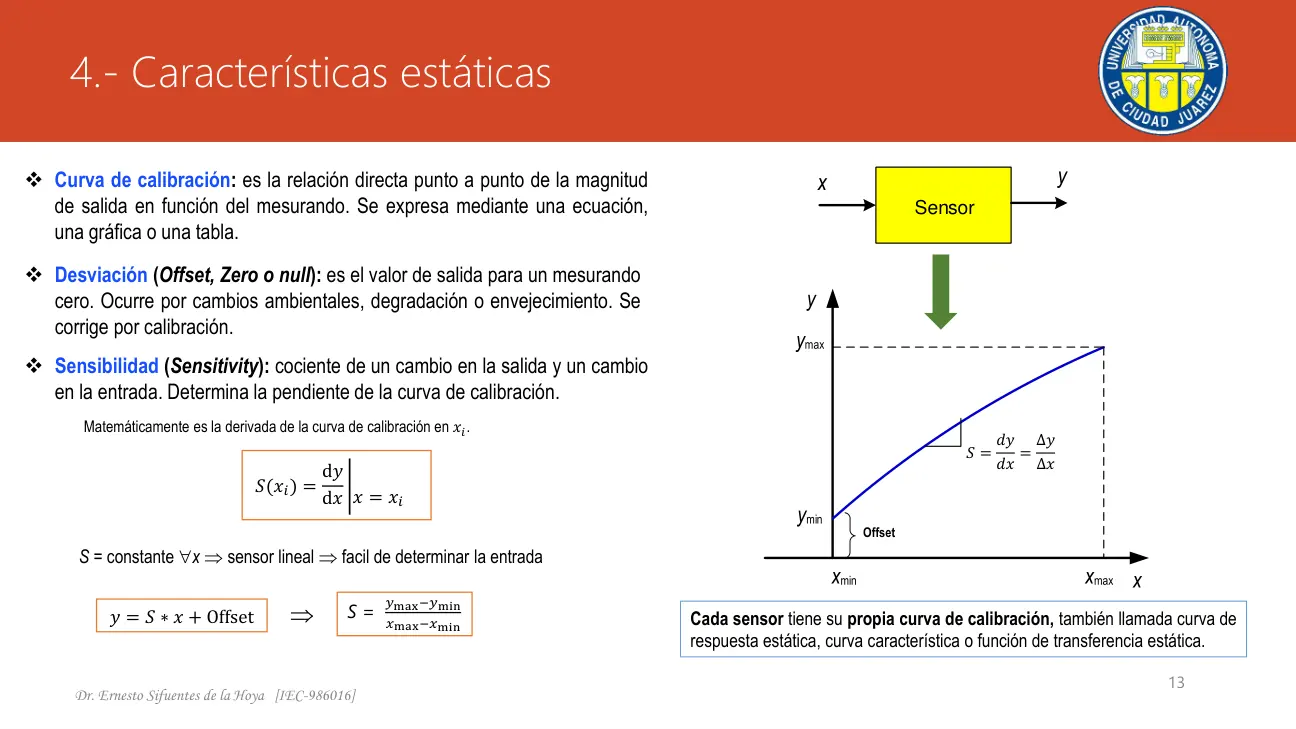 4.- Características estáticas
UNIVERSIDAD AUTONOMA
DE CIUDAD JUAREZ
❖ Curva de calibración: es la relación directa punto a punto de la magnitud
de salida en función del mesurando. Se expresa mediante una ecuación,
una gráfica o una tabla.
❖ Desviación (Offset, Zero o null): es el valor de salida para un mesurando
cero. Ocurre por cambios ambientales, degradación o envejecimiento. Se
corrige por calibración.
❖ Sensibilidad (Sensitivity): cociente de un cambio en la salida y un cambio
en la entrada. Determina la pendiente de la curva de calibración.
Matemáticamente es la derivada de la curva de calibración en 𝑥ᵢ.
S(xᵢ) = dy/dx | x = xᵢ
S = constante ∀x ⇒ sensor lineal ⇒ facil de determinar la entrada
y = S ∗ x + Offset ⇒ S = (ymax−ymin)/(xmax−xmin)
x
Sensor
y
y
ymax
S = dy/dx = Δy/Δx
ymin
Offset
xmin
xmax
x
Cada sensor tiene su propia curva de calibración, también llamada curva de
respuesta estática, curva característica o función de transferencia estática.
Dr. Ernesto Sifuentes de la Hoya [IEC-986016]
13